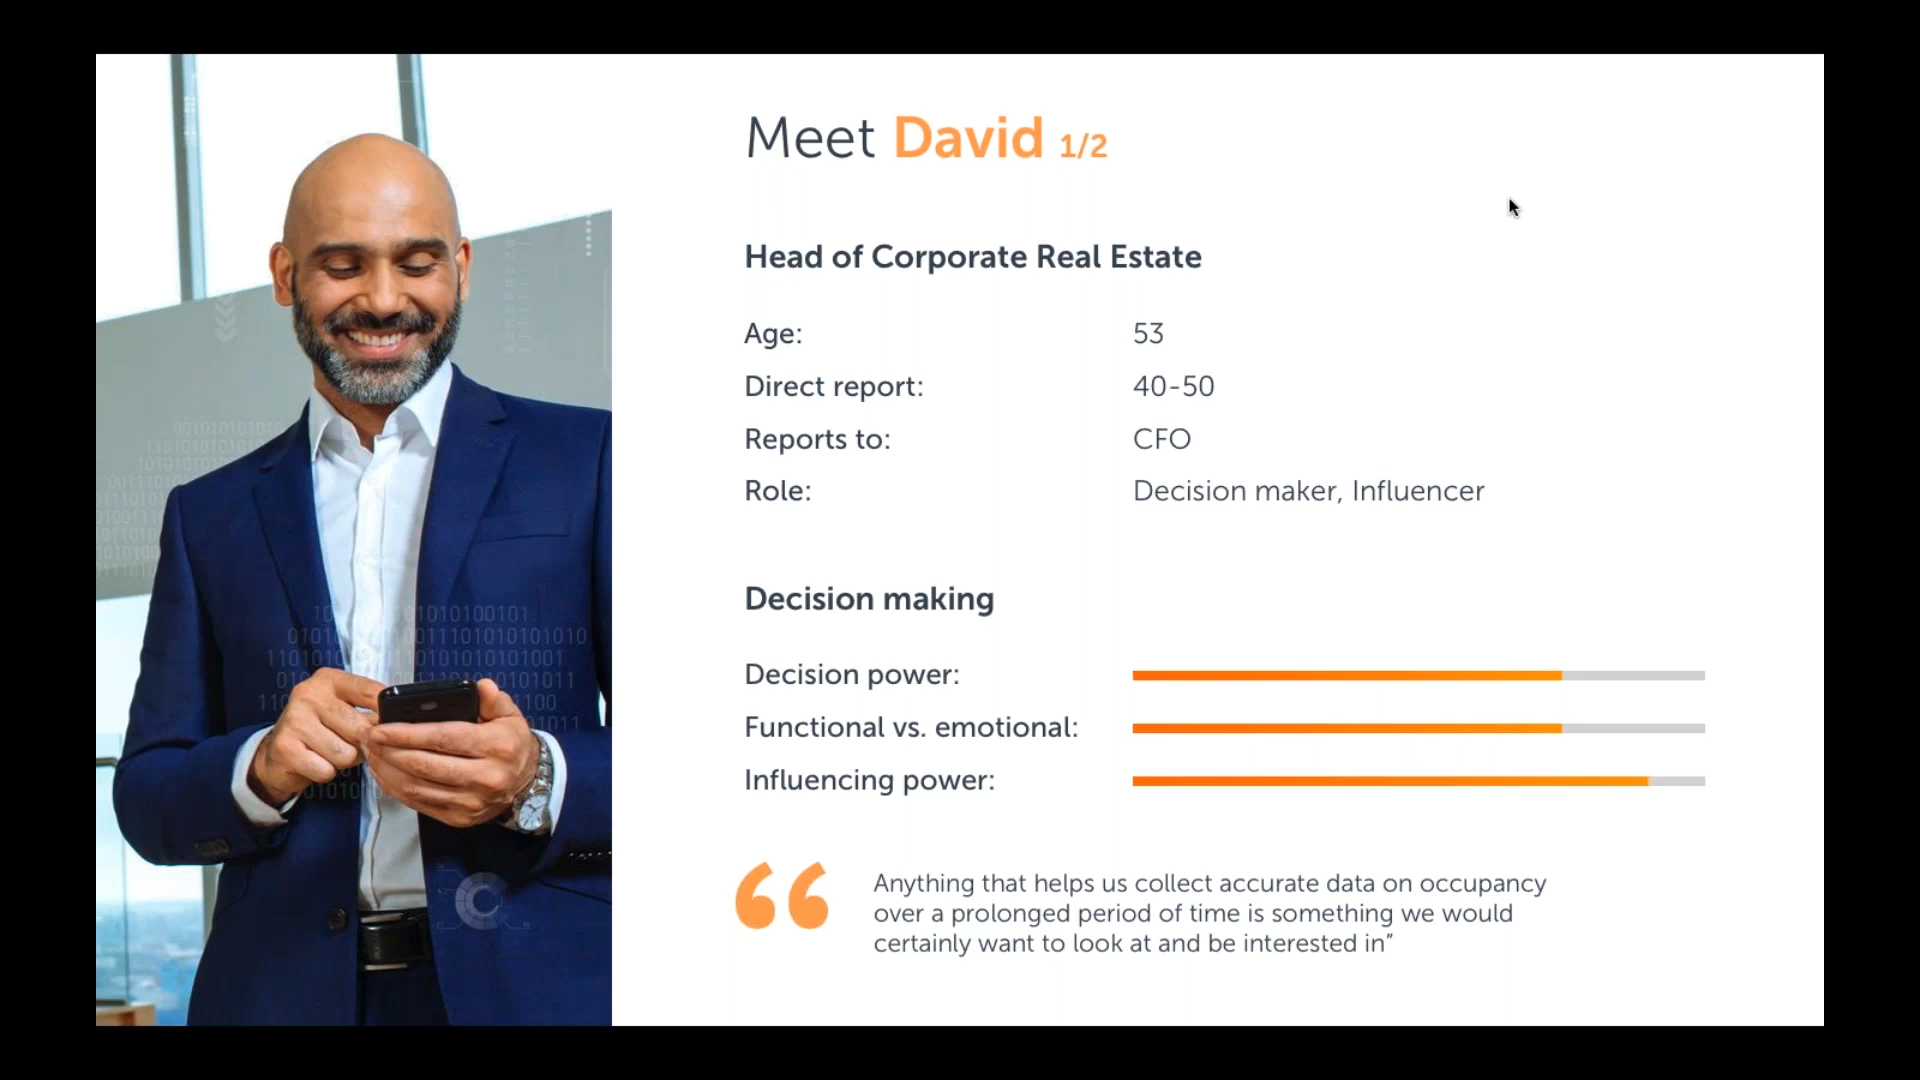 Meet David 1/2
Head of Corporate Real Estate
Age: 53
Direct report: 40-50
Reports to: CFO
Role: Decision maker, Influencer
Decision making
Decision power:
Functional vs. emotional:
Influencing power:
“ Anything that helps us collect accurate data on occupancy
over a prolonged period of time is something we would
certainly want to look at and be interested in”